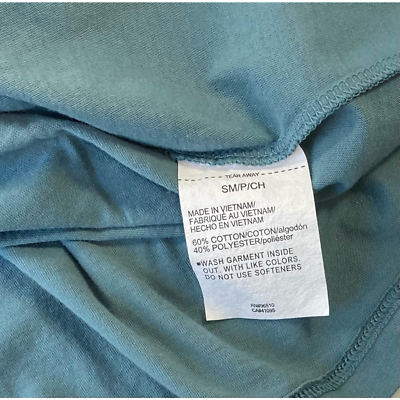 TEAR AWAY
SM/P/CH
MADE IN VIETNAM/
FABRIQUÉ AU VIETNAM/
HECHO EN VIETNAM
60% COTTON/COTON/algodón
40% POLYESTER/poliéster
•WASH GARMENT INSIDE
OUT. WITH LIKE COLORS.
DO NOT USE SOFTENERS